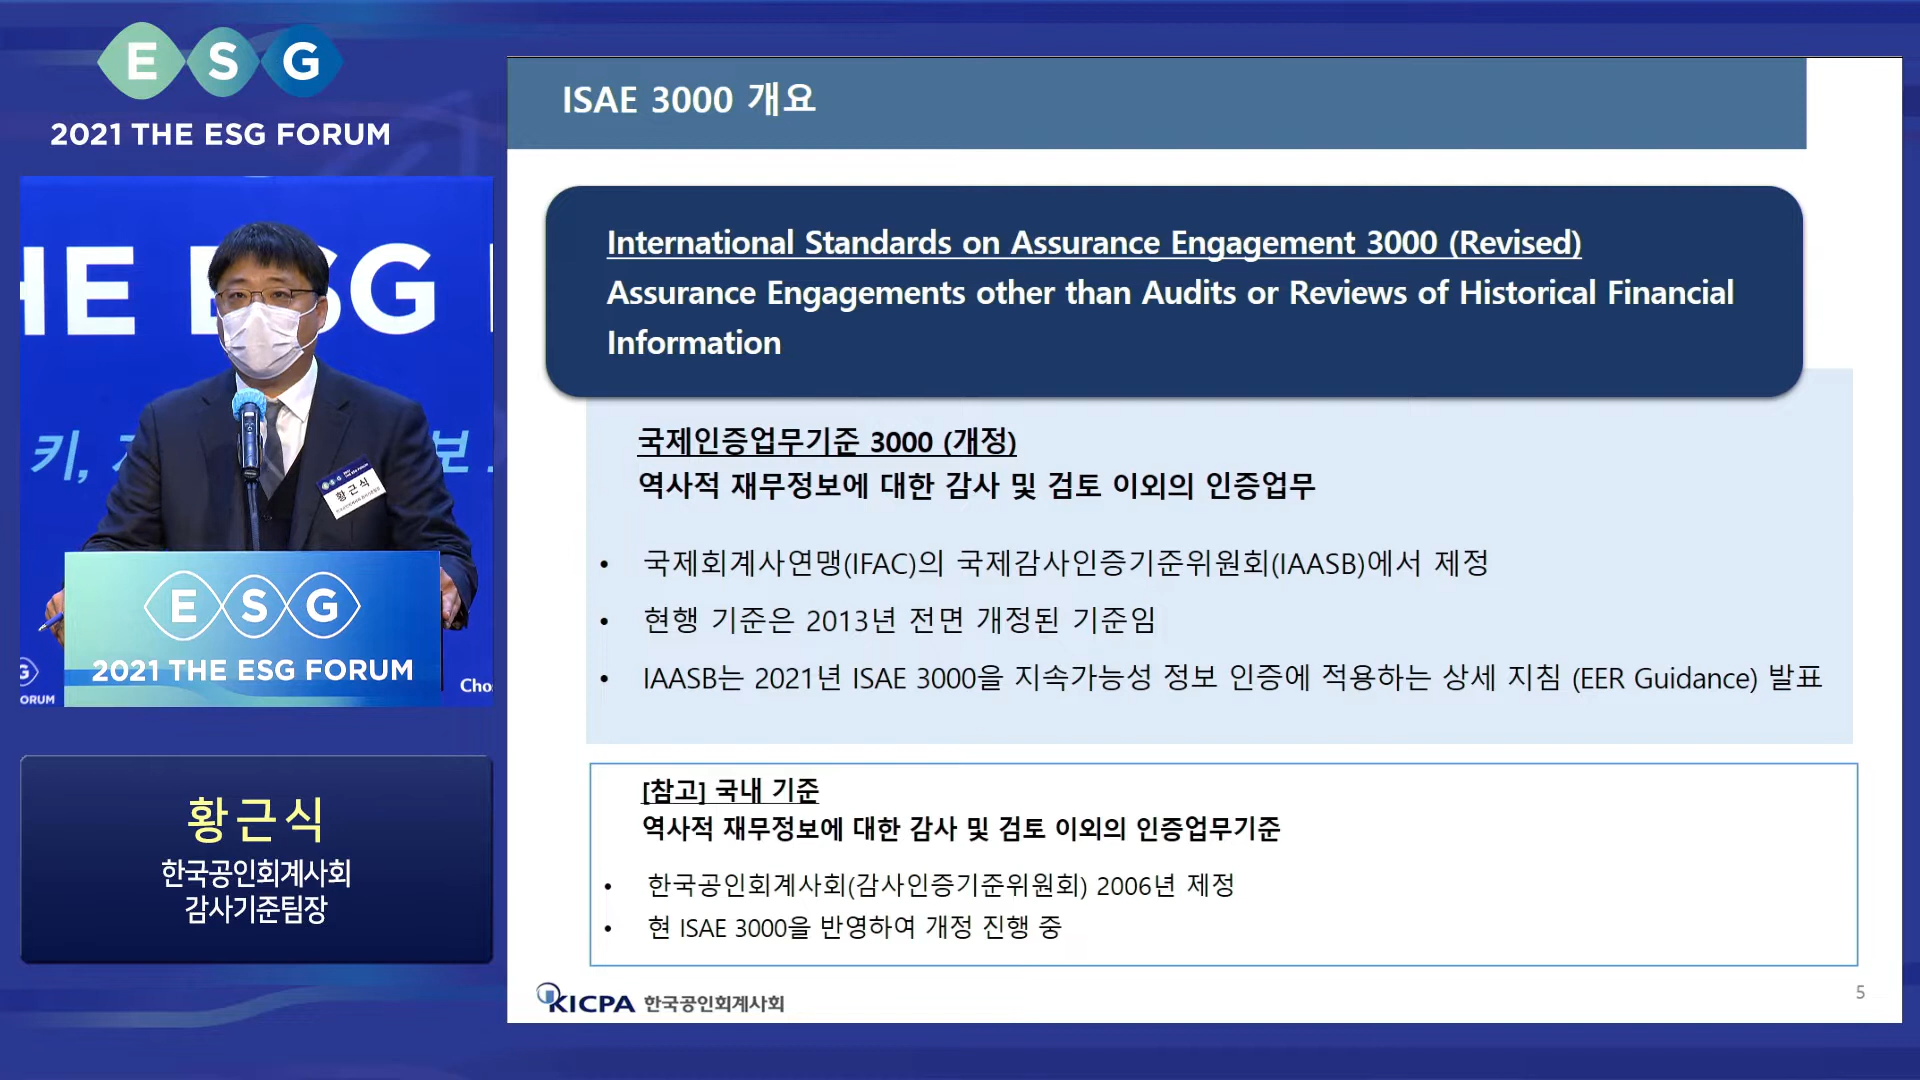 E S G
2021 THE ESG FORUM
HE ESG
키,
보
황근식
E S G
2021 THE ESG FORUM
ORUM
황근식
한국공인회계사회
감사기준팀장
ISAE 3000 개요
International Standards on Assurance Engagement 3000 (Revised)
Assurance Engagements other than Audits or Reviews of Historical Financial
Information
국제인증업무기준 3000 (개정)
역사적 재무정보에 대한 감사 및 검토 이외의 인증업무
• 국제회계사연맹(IFAC)의 국제감사인증기준위원회(IAASB)에서 제정
• 현행 기준은 2013년 전면 개정된 기준임
• IAASB는 2021년 ISAE 3000을 지속가능성 정보 인증에 적용하는 상세 지침 (EER Guidance) 발표
[참고] 국내 기준
역사적 재무정보에 대한 감사 및 검토 이외의 인증업무기준
• 한국공인회계사회(감사인증기준위원회) 2006년 제정
• 현 ISAE 3000을 반영하여 개정 진행 중
KICPA 한국공인회계사회
5